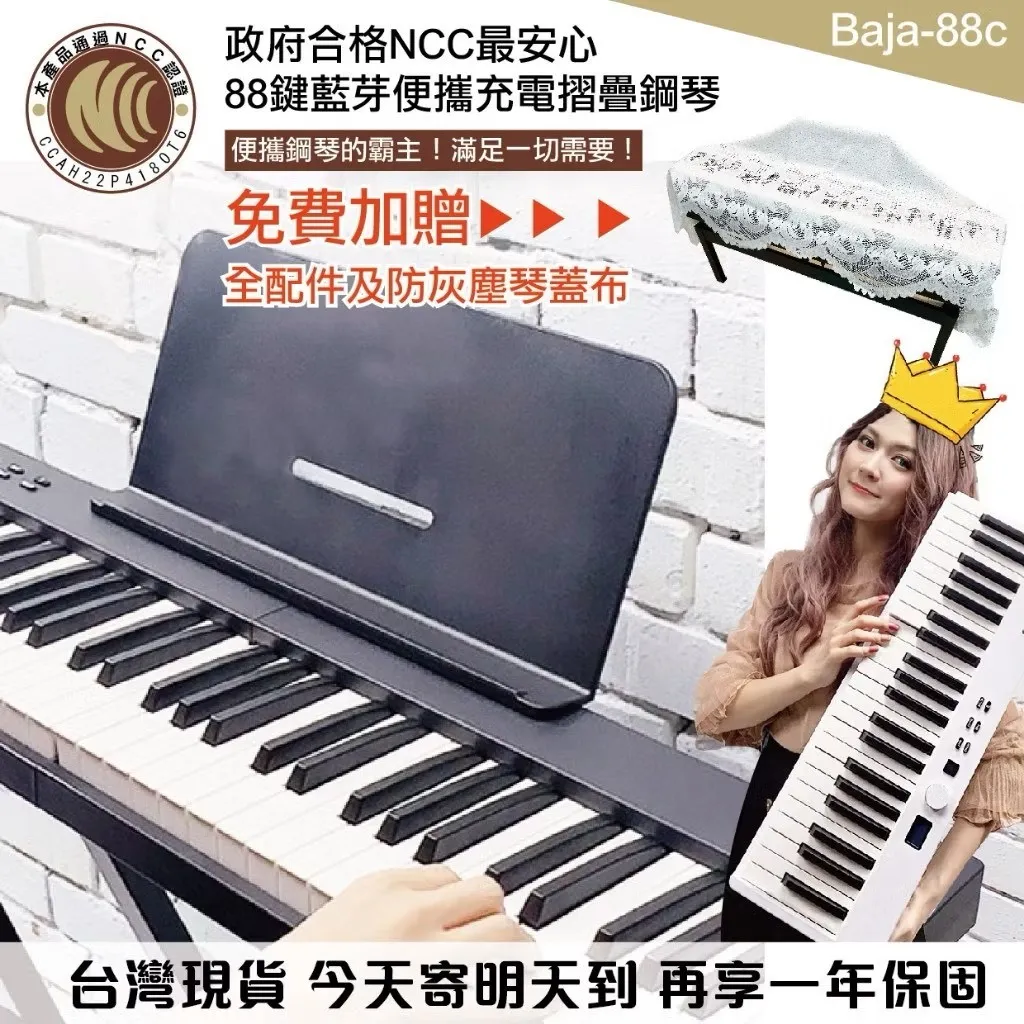 本產品通過NCC認證
CCAH22P4180T6
Baja-88c
政府合格NCC最安心
88鍵藍芽便攜充電摺疊鋼琴
便攜鋼琴的霸主！滿足一切需要！
免費加贈▶ ▶ ▶
全配件及防灰塵琴蓋布
台灣現貨 今天寄明天到 再享一年保固